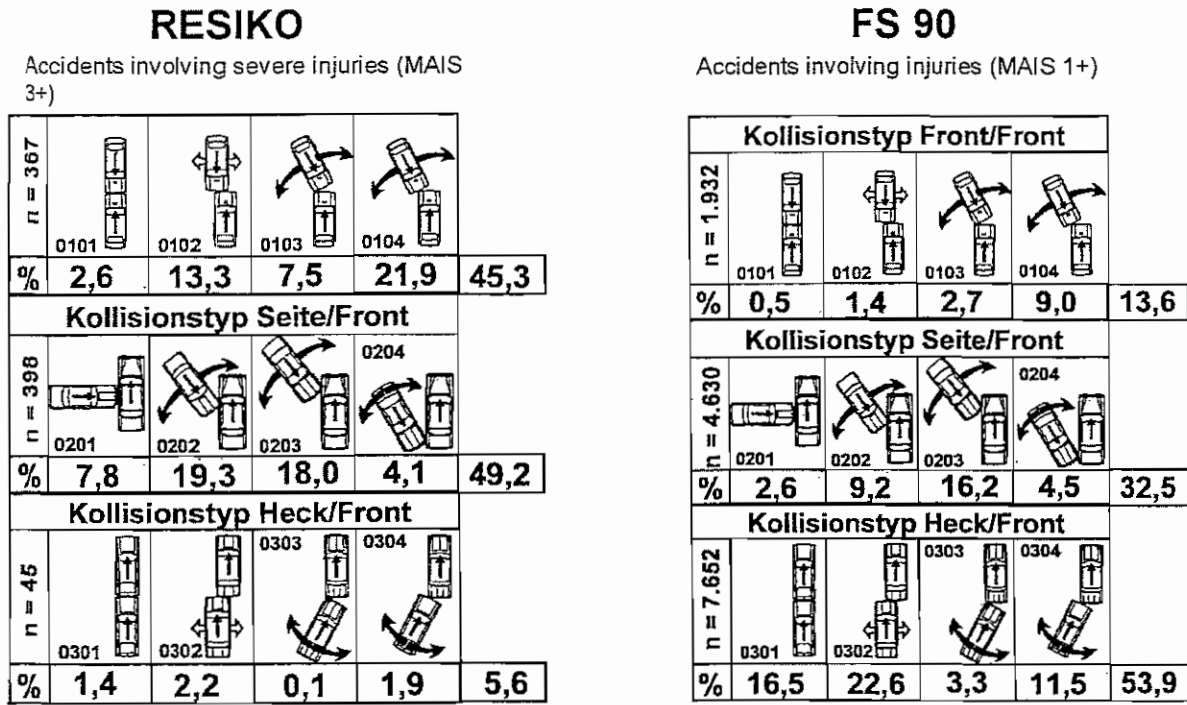 RESIKO
Accidents involving severe injuries (MAIS
3+)
n = 367
0101 0102 0103 0104
% 2,6 13,3 7,5 21,9 45,3
Kollisionstyp Seite/Front
n = 398
0204
0201 0202 0203
% 7,8 19,3 18,0 4,1 49,2
Kollisionstyp Heck/Front
n = 45
0303 0304
0301 0302
% 1,4 2,2 0,1 1,9 5,6
FS 90
Accidents involving injuries (MAIS 1+)
Kollisionstyp Front/Front
n = 1.932
0101 0102 0103 0104
% 0,5 1,4 2,7 9,0 13,6
Kollisionstyp Seite/Front
n = 4.630
0204
0201 0202 0203
% 2,6 9,2 16,2 4,5 32,5
Kollisionstyp Heck/Front
n = 7.652
0303 0304
0301 0302
% 16,5 22,6 3,3 11,5 53,9